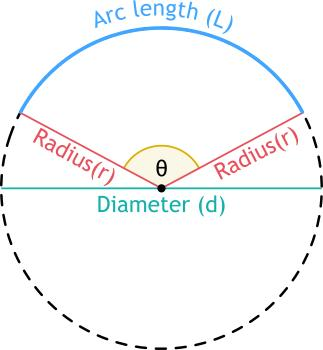 Arc length (L)
Radius(r)
θ
Radius(r)
Diameter (d)